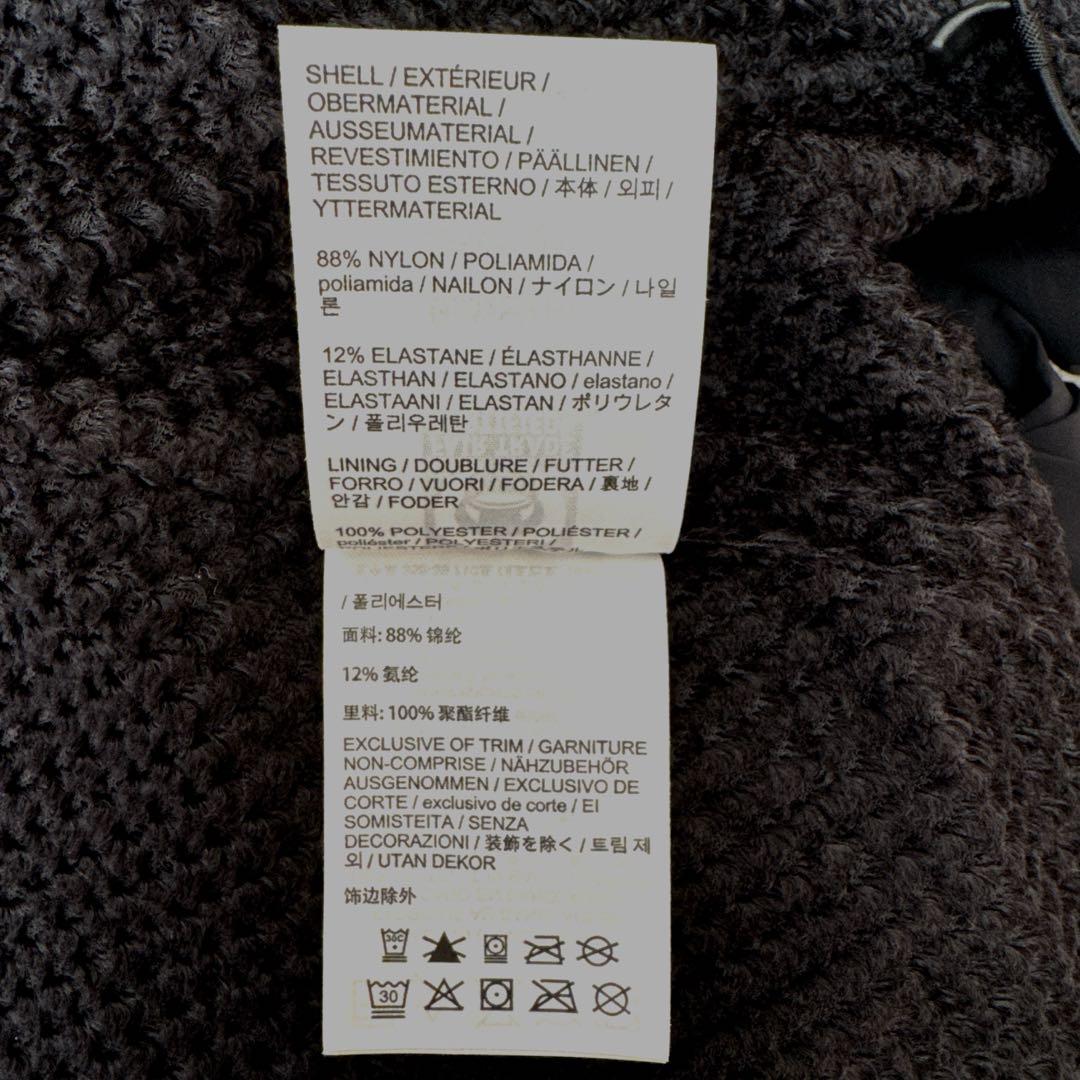 SHELL / EXTÉRIEUR /
OBERMATERIAL /
AUSSEUMATERIAL /
REVESTIMIENTO / PÄÄLLINEN /
TESSUTO ESTERNO / 本体 / 외피 /
YTTERMATERIAL
88% NYLON / POLIAMIDA /
poliamida / NAILON / ナイロン / 나일
론
12% ELASTANE / ÉLASTHANNE /
ELASTHAN / ELASTANO / elastano /
ELASTAANI / ELASTAN / ポリウレタ
ン / 폴리우레탄
LINING / DOUBLURE / FUTTER /
FORRO / VUORI / FODERA / 裏地 /
안감 / FODER
100% POLYESTER / POLIÉSTER /
poliéster / POLYESTERI /
/ 폴리에스터
面料: 88% 锦纶
12% 氨纶
里料: 100% 聚酯纤维
EXCLUSIVE OF TRIM / GARNITURE
NON-COMPRISE / NÄHZUBEHÖR
AUSGENOMMEN / EXCLUSIVO DE
CORTE / exclusivo de corte / EI
SOMISTEITA / SENZA
DECORAZIONI / 装飾を除く / 트림 제
외 / UTAN DEKOR
饰边除外
30C
30